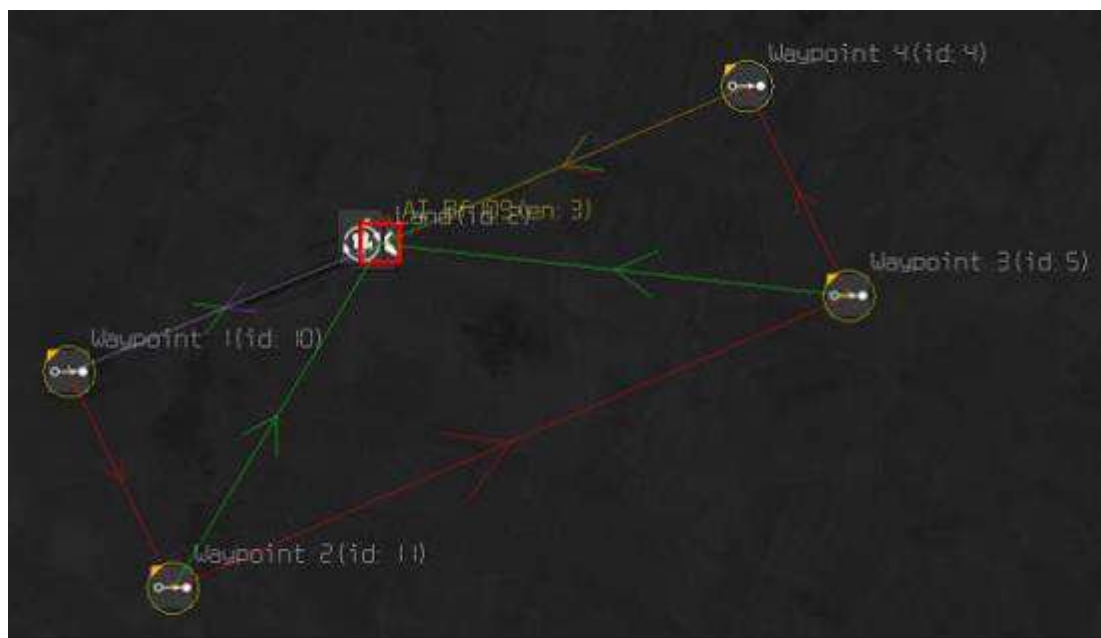 Waypoint 4(id: 4)
Land(id: 2)
Waypoint 3(id: 5)
Waypoint 1(id: 10)
Waypoint 2(id: 11)